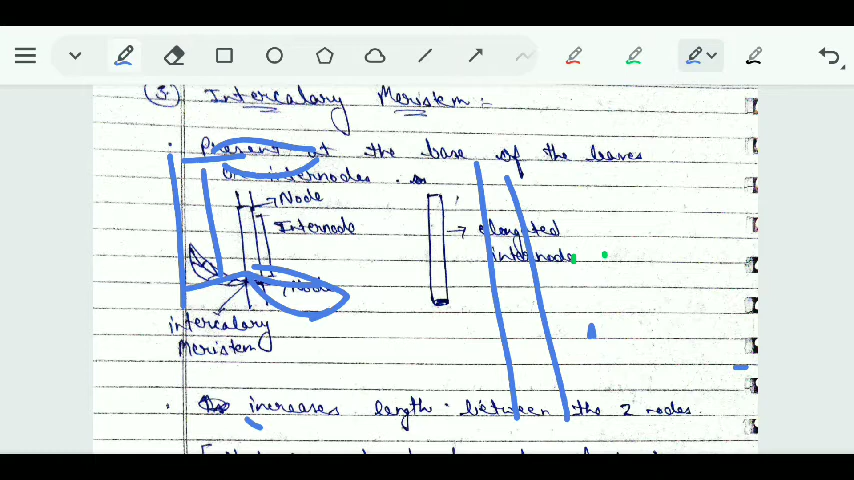 (3) Intercalary Meristem :-
. Present at the base of the leaves
or internodes .
Node
Internode
→ elongated
internode
Node
intercalary
Meristem
. increases length between the 2 nodes.